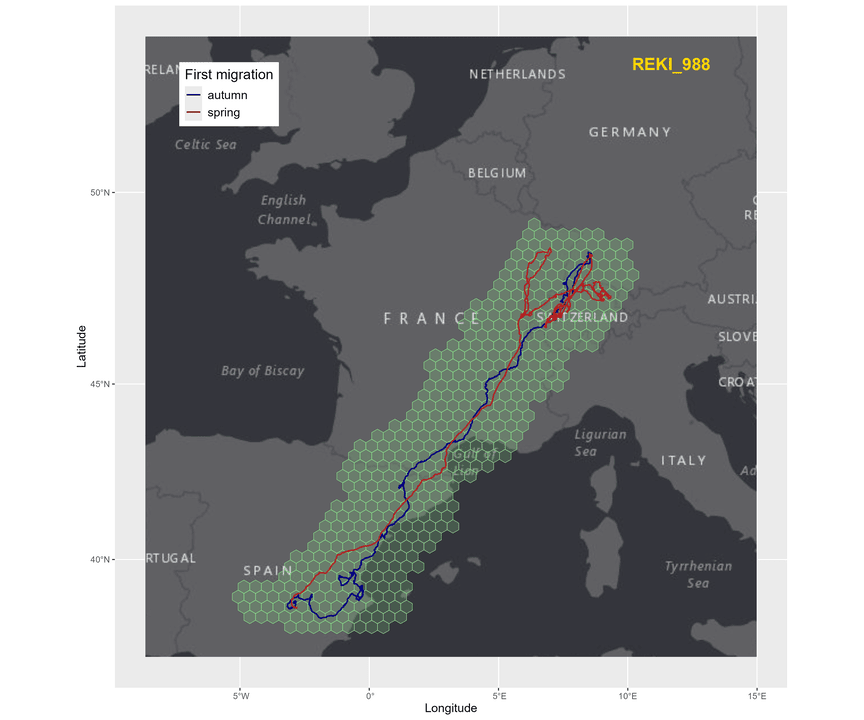 REKI_988
First migration
autumn
spring
RELAN
NETHERLANDS
GERMANY
Celtic Sea
BELGIUM
English
Channel
50°N
FRANCE
SWITZERLAND
AUSTRI
SLOVE
CROAT
Bay of Biscay
45°N
Gulf of
Lion
Ligurian
Sea
ITALY
Ad
40°N
RTUGAL
SPAIN
Tyrrhenian
Sea
5°W
0°
5°E
10°E
15°E
Longitude
Latitude